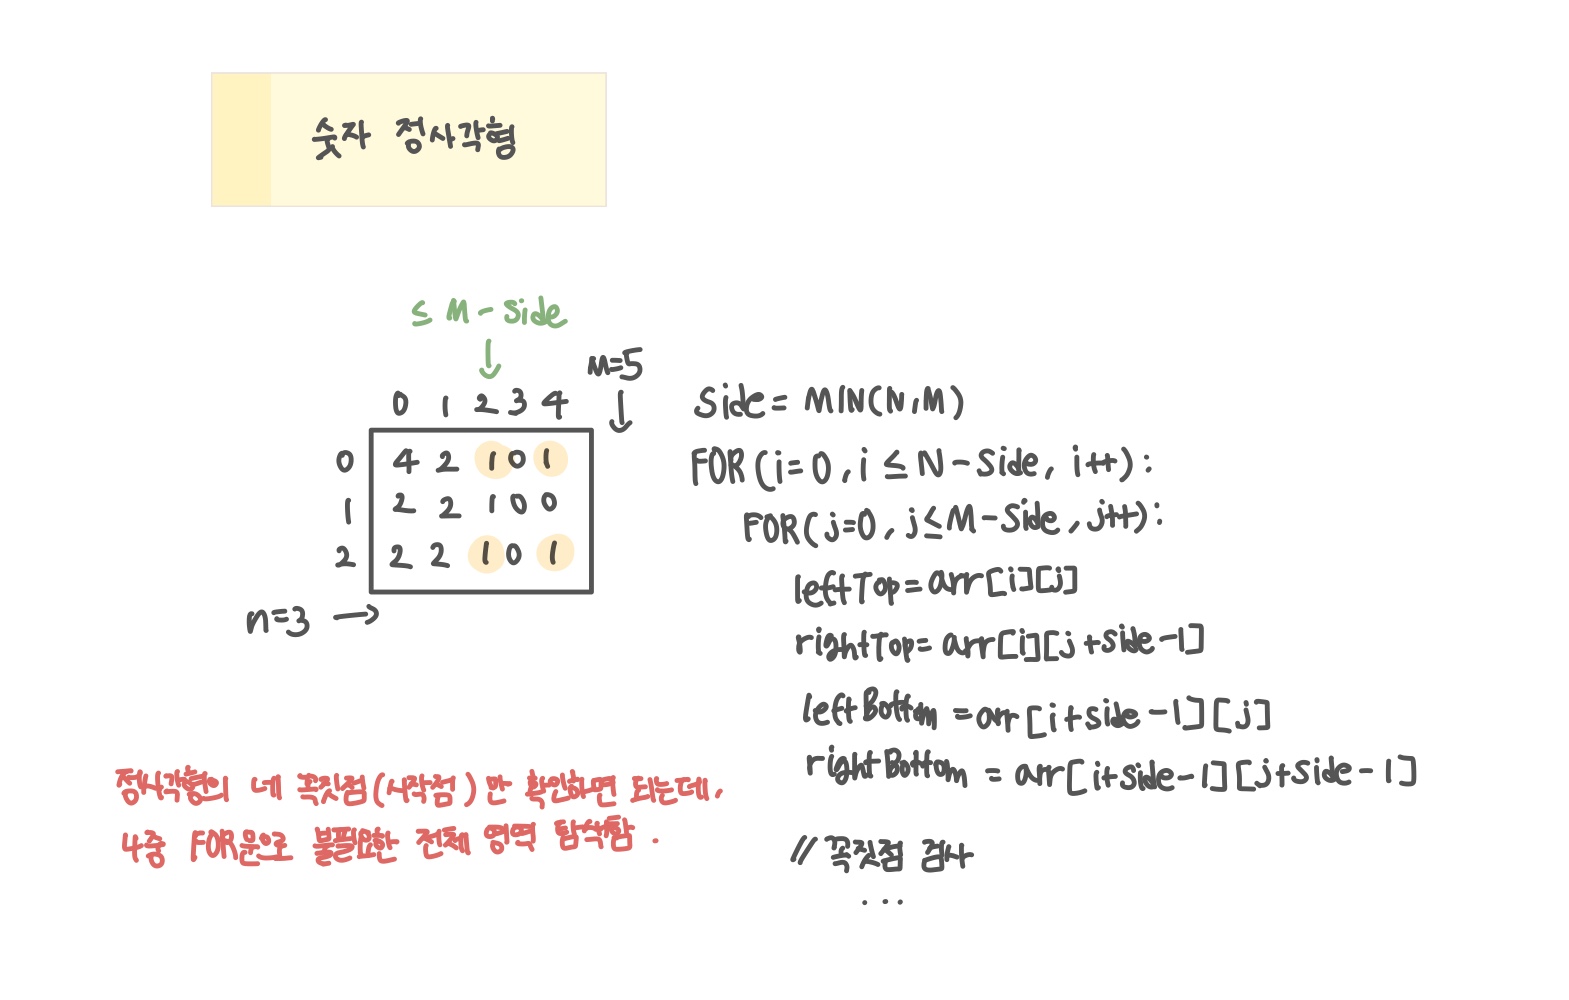 숫자 정사각형
≤ M - side
M=5
0 1 2 3 4
0 4 2 1 0 1
1 2 2 1 0 0
2 2 2 1 0 1
n=3
side = MIN(N,M)
FOR (i=0, i ≤ N-side, i++):
FOR(j=0, j≤M-side, j++):
leftTop = arr[i][j]
rightTop= arr[i][j+side-1]
leftBottom = arr[i+side-1][j]
rightBottom = arr[i+side-1][j+side-1]
// 꼭짓점 검사
...
정사각형의 네 꼭짓점(시작점)만 확인하면 되는데,
4중 FOR문으로 불필요한 전체 영역 탐색함.